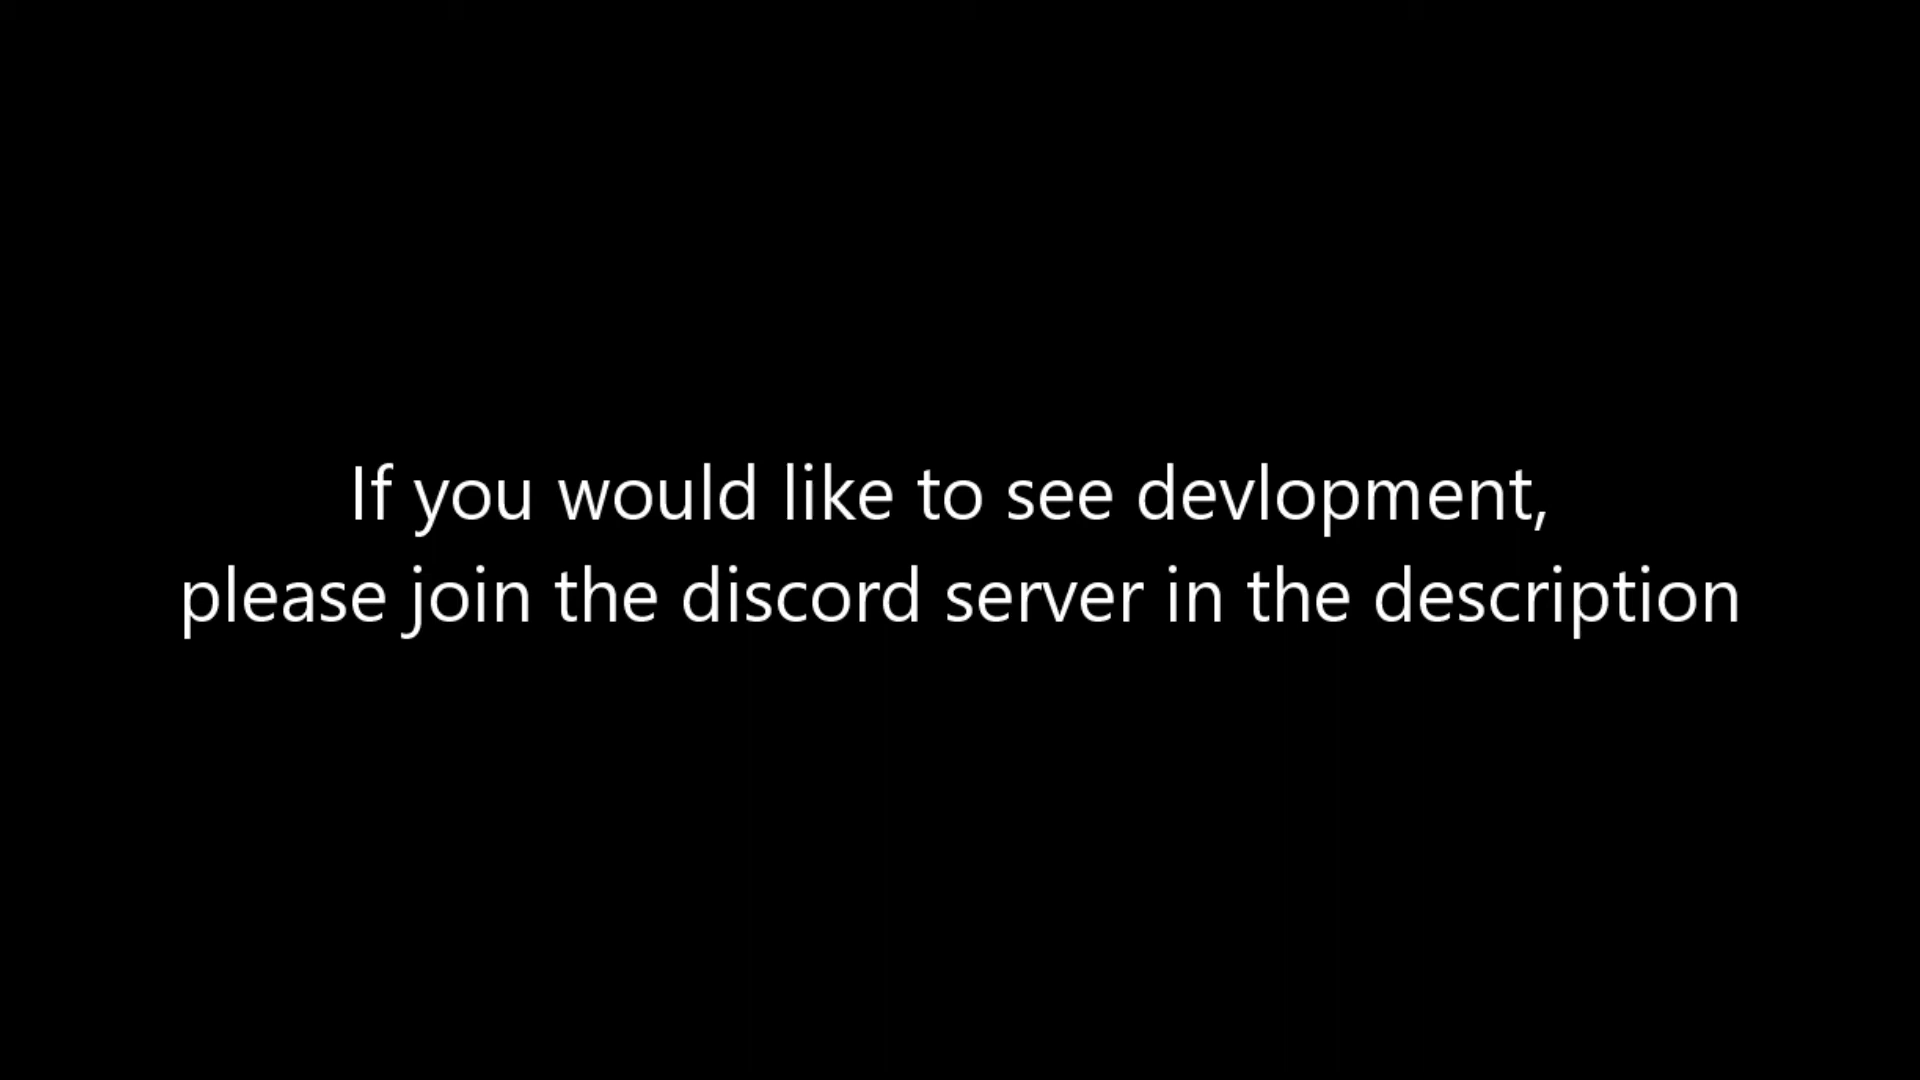 If you would like to see devlopment,
please join the discord server in the description